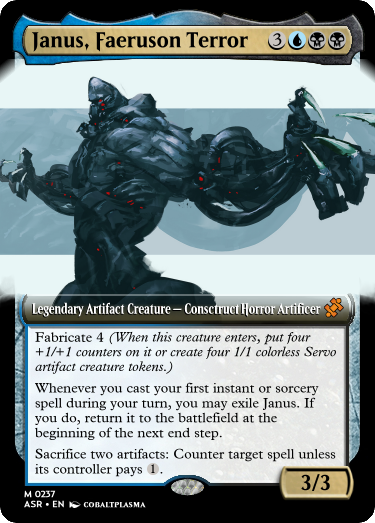 Janus, Faeruson Terror 3
Legendary Artifact Creature — Consctruct Horror Artificer
Fabricate 4 (When this creature enters, put four
+1/+1 counters on it or create four 1/1 colorless Servo
artifact creature tokens.)
Whenever you cast your first instant or sorcery
spell during your turn, you may exile Janus. If
you do, return it to the battlefield at the
beginning of the next end step.
Sacrifice two artifacts: Counter target spell unless
its controller pays 1.
3/3
M 0237
ASR • EN COBALTPLASMA